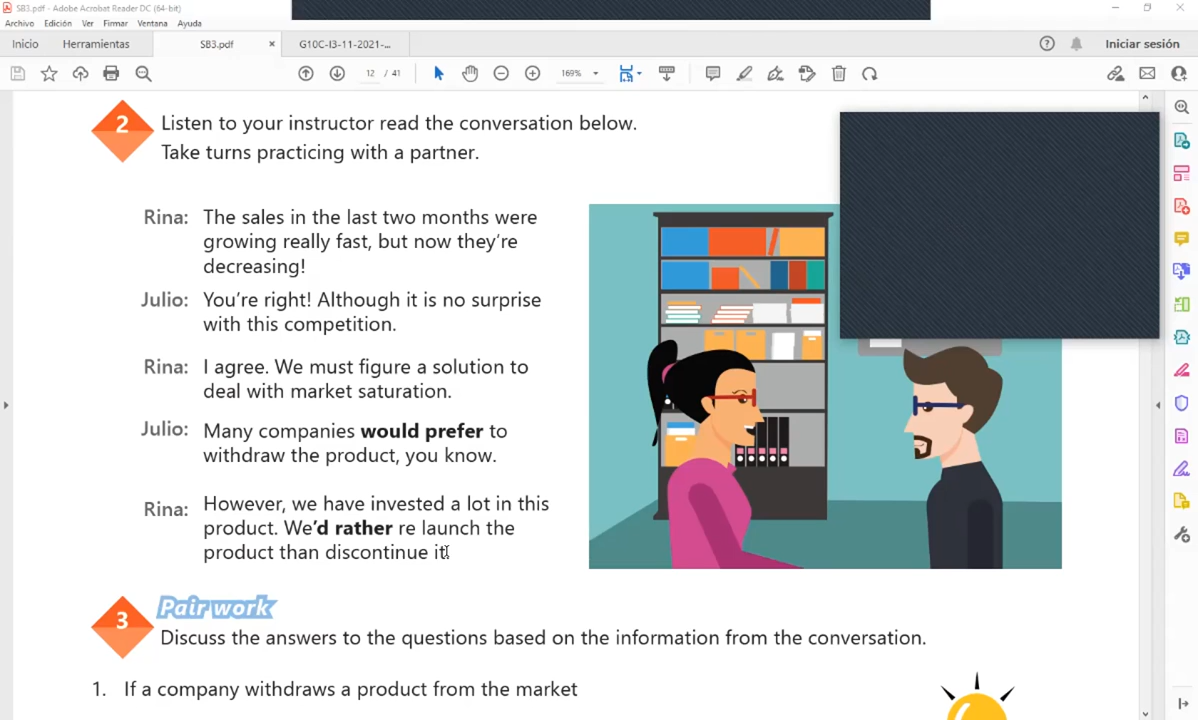 SB3.pdf - Adobe Acrobat Reader DC (64-bit)
Archivo Edición Ver Firmar Ventana Ayuda
Inicio Herramientas SB3.pdf × G10C-I3-11-2021-... Iniciar sesión
12 / 41 169%
2 Listen to your instructor read the conversation below.
Take turns practicing with a partner.
Rina: The sales in the last two months were
growing really fast, but now they're
decreasing!
Julio: You're right! Although it is no surprise
with this competition.
Rina: I agree. We must figure a solution to
deal with market saturation.
Julio: Many companies would prefer to
withdraw the product, you know.
Rina: However, we have invested a lot in this
product. We'd rather re launch the
product than discontinue it.
3 Pair work
Discuss the answers to the questions based on the information from the conversation.
1. If a company withdraws a product from the market